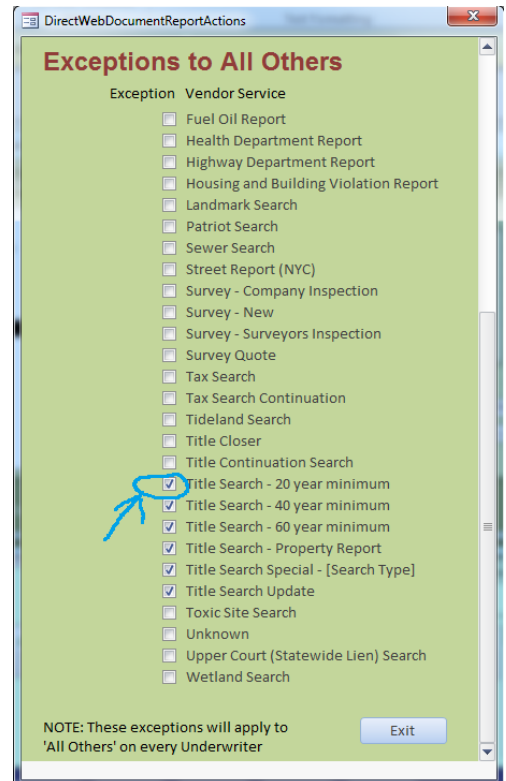 DirectWebDocumentReportActions
Exceptions to All Others
Exception Vendor Service
Fuel Oil Report
Health Department Report
Highway Department Report
Housing and Building Violation Report
Landmark Search
Patriot Search
Sewer Search
Street Report (NYC)
Survey - Company Inspection
Survey - New
Survey - Surveyors Inspection
Survey Quote
Tax Search
Tax Search Continuation
Tideland Search
Title Closer
Title Continuation Search
Title Search - 20 year minimum
Title Search - 40 year minimum
Title Search - 60 year minimum
Title Search - Property Report
Title Search Special - [Search Type]
Title Search Update
Toxic Site Search
Unknown
Upper Court (Statewide Lien) Search
Wetland Search
NOTE: These exceptions will apply to
'All Others' on every Underwriter
Exit